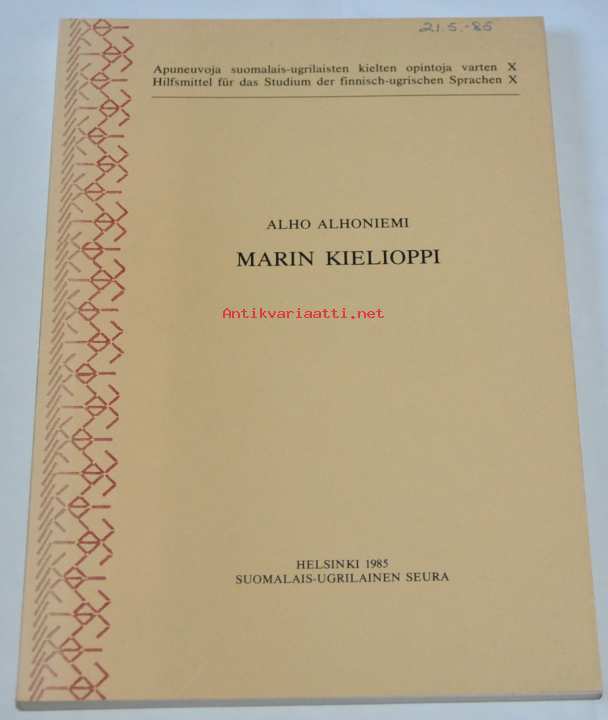 21.5.-85
Apuneuvoja suomalais-ugrilaisten kielten opintoja varten X
Hilfsmittel für das Studium der finnisch-ugrischen Sprachen X
ALHO ALHONIEMI
MARIN KIELIOPPI
Antikvariaatti.net
HELSINKI 1985
SUOMALAIS-UGRILAINEN SEURA